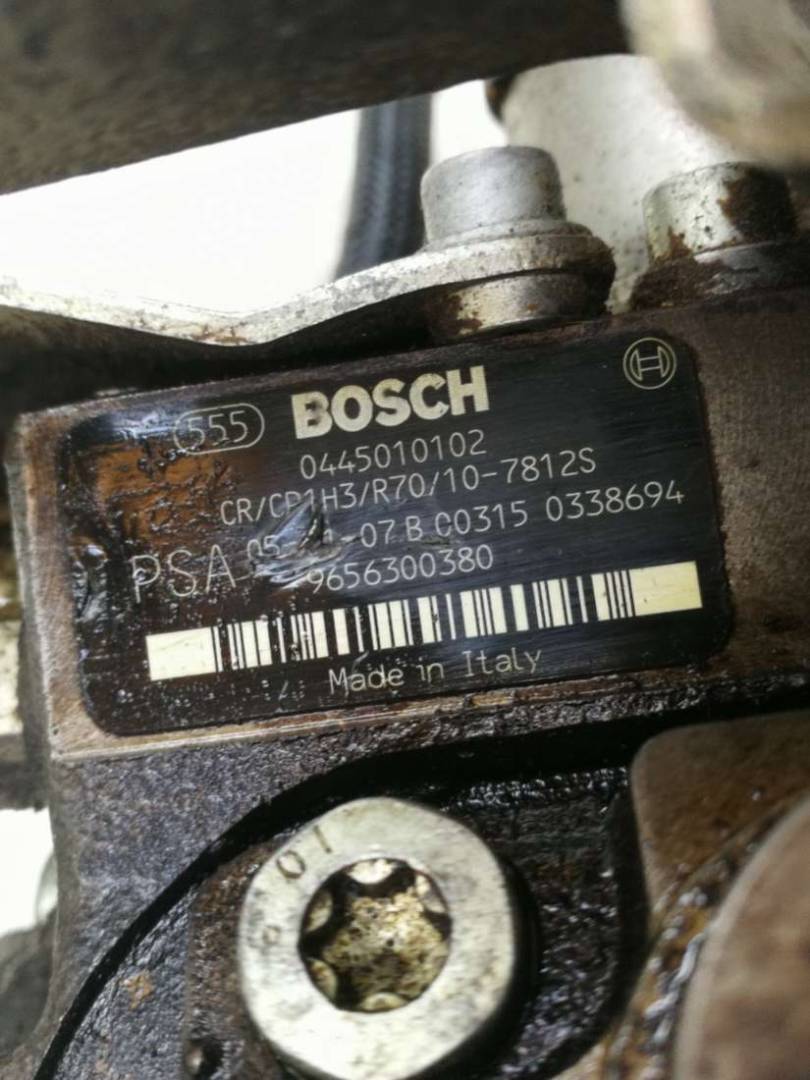 555 BOSCH
0445010102
CR/CP1H3/R70/10-7812S
-07 B C0315 0338694
PSA 9656300380
Made in Italy
10